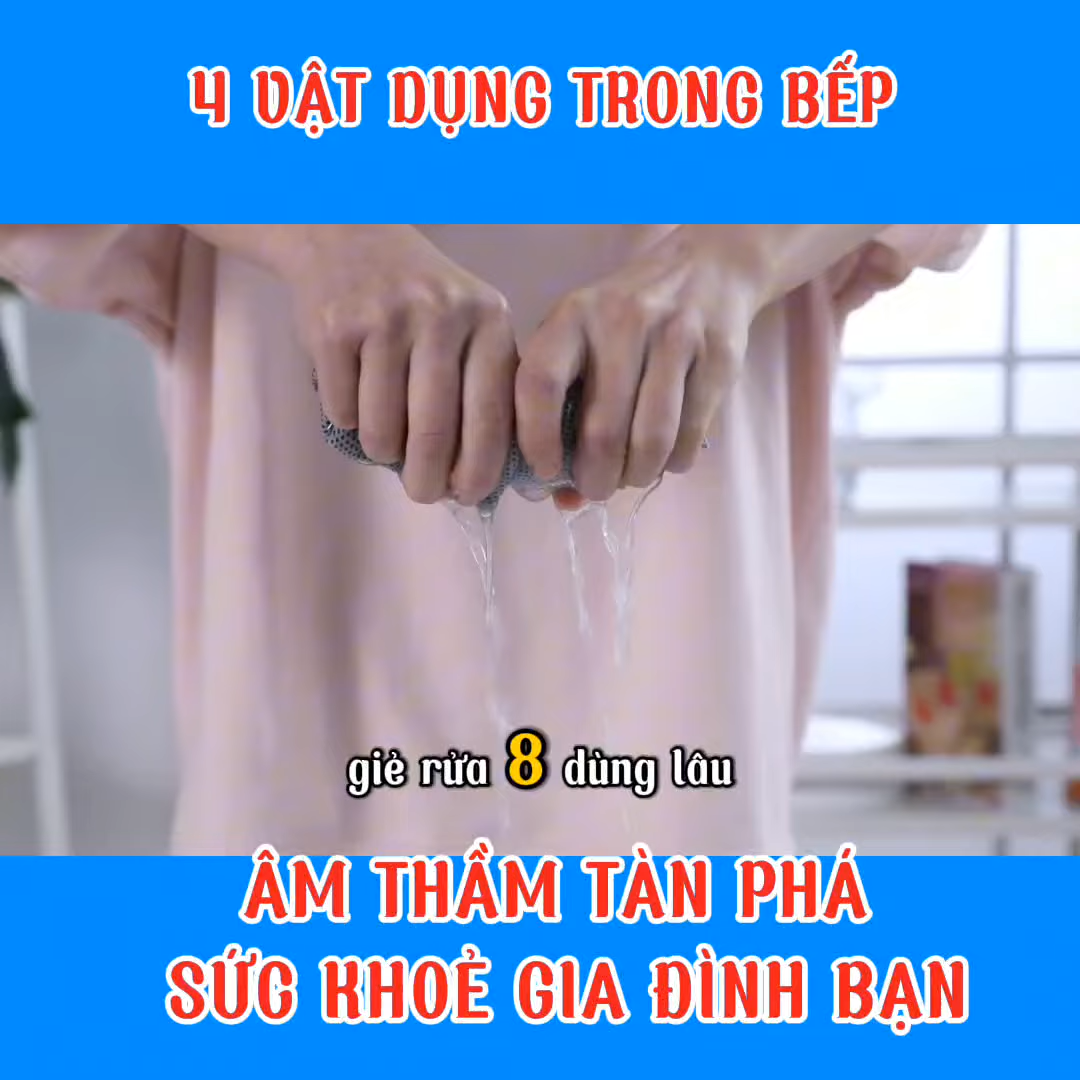 4 VẬT DỤNG TRONG BẾP
giẻ rửa 8 dùng lâu
ÂM THẦM TÀN PHÁ
SỨC KHOẺ GIA ĐÌNH BẠN